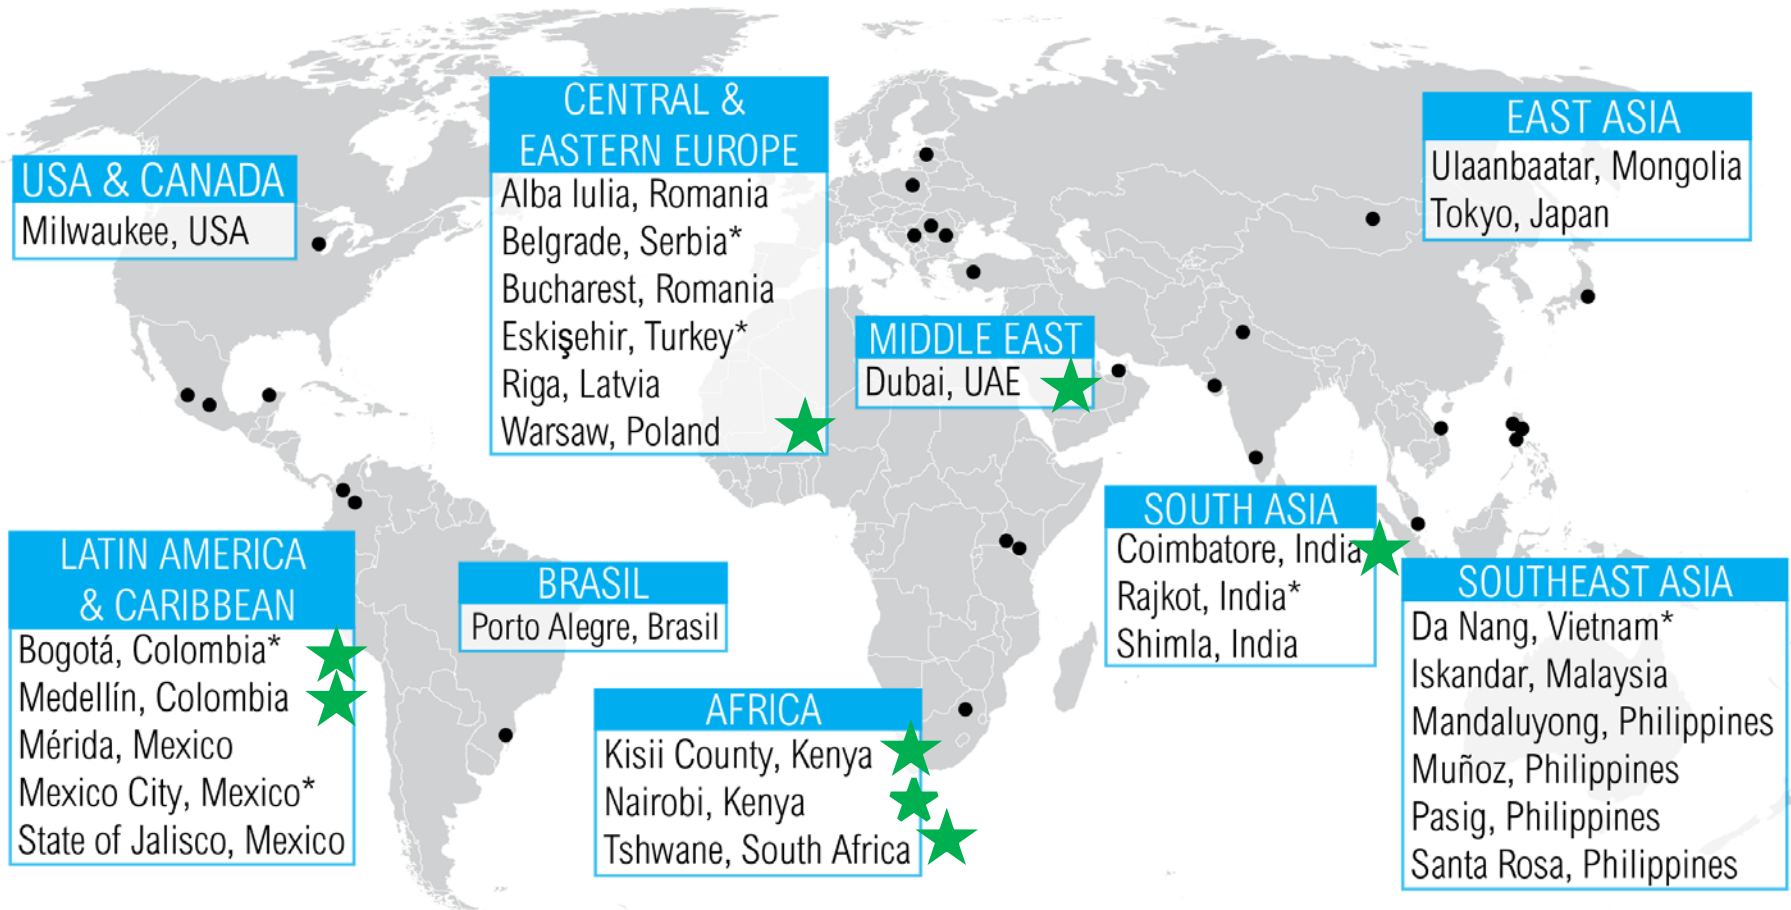 USA & CANADA
Milwaukee, USA
CENTRAL &
EASTERN EUROPE
Alba Iulia, Romania
Belgrade, Serbia*
Bucharest, Romania
Eskişehir, Turkey*
Riga, Latvia
Warsaw, Poland
MIDDLE EAST
Dubai, UAE
EAST ASIA
Ulaanbaatar, Mongolia
Tokyo, Japan
LATIN AMERICA
& CARIBBEAN
Bogotá, Colombia*
Medellín, Colombia
Mérida, Mexico
Mexico City, Mexico*
State of Jalisco, Mexico
BRASIL
Porto Alegre, Brasil
AFRICA
Kisii County, Kenya
Nairobi, Kenya
Tshwane, South Africa
SOUTH ASIA
Coimbatore, India
Rajkot, India*
Shimla, India
SOUTHEAST ASIA
Da Nang, Vietnam*
Iskandar, Malaysia
Mandaluyong, Philippines
Muñoz, Philippines
Pasig, Philippines
Santa Rosa, Philippines